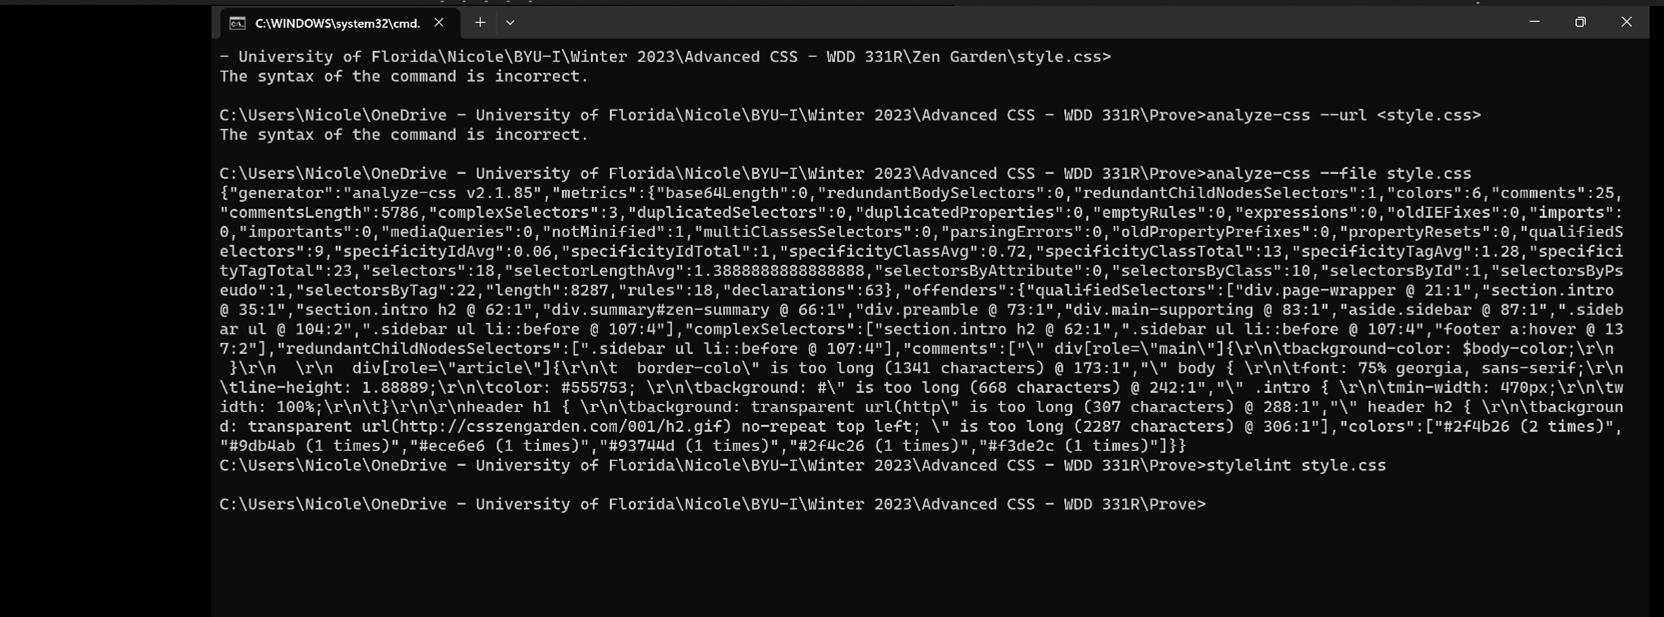 C:\WINDOWS\system32\cmd.
- University of Florida\Nicole\BYU-I\Winter 2023\Advanced CSS - WDD 331R\Zen Garden\style.css>
The syntax of the command is incorrect.
C:\Users\Nicole\OneDrive - University of Florida\Nicole\BYU-I\Winter 2023\Advanced CSS - WDD 331R\Prove>analyze-css --url <style.css>
The syntax of the command is incorrect.
C:\Users\Nicole\OneDrive - University of Florida\Nicole\BYU-I\Winter 2023\Advanced CSS - WDD 331R\Prove>analyze-css --file style.css
{"generator":"analyze-css v2.1.85","metrics":{"base64Length":0,"redundantBodySelectors":0,"redundantChildNodesSelectors":1,"colors":6,"comments":25,
"commentsLength":5786,"complexSelectors":3,"duplicatedSelectors":0,"duplicatedProperties":0,"emptyRules":0,"expressions":0,"oldIEFixes":0,"imports":
0,"importants":0,"mediaQueries":0,"notMinified":1,"multiClassesSelectors":0,"parsingErrors":0,"oldPropertyPrefixes":0,"propertyResets":0,"qualifiedS
electors":9,"specificityIdAvg":0.06,"specificityIdTotal":1,"specificityClassAvg":0.72,"specificityClassTotal":13,"specificityTagAvg":1.28,"specifici
tyTagTotal":23,"selectors":18,"selectorLengthAvg":1.3888888888888888,"selectorsByAttribute":0,"selectorsByClass":10,"selectorsById":1,"selectorsByPs
eudo":1,"selectorsByTag":22,"length":8287,"rules":18,"declarations":63},"offenders":{"qualifiedSelectors":["div.page-wrapper @ 21:1","section.intro
@ 35:1","section.intro h2 @ 62:1","div.summary#zen-summary @ 66:1","div.preamble @ 73:1","div.main-supporting @ 83:1","aside.sidebar @ 87:1",".sideb
ar ul @ 104:2",".sidebar ul li::before @ 107:4"],"complexSelectors":["section.intro h2 @ 62:1",".sidebar ul li::before @ 107:4","footer a:hover @ 13
7:2"],"redundantChildNodesSelectors":[".sidebar ul li::before @ 107:4"],"comments":["\" div[role=\"main\"]{\r\n\tbackground-color: $body-color;\r\n
}\r\n  \r\n  div[role=\"article\"]{\r\n\t  border-colo\" is too long (1341 characters) @ 173:1","\" body { \r\n\tfont: 75% georgia, sans-serif;\r\n
\tline-height: 1.88889;\r\n\tcolor: #555753; \r\n\tbackground: #\" is too long (668 characters) @ 242:1","\" .intro { \r\n\tmin-width: 470px;\r\n\tw
idth: 100%;\r\n\t}\r\n\r\nheader h1 { \r\n\tbackground: transparent url(http\" is too long (307 characters) @ 288:1","\" header h2 { \r\n\tbackgroun
d: transparent url(http://csszengarden.com/001/h2.gif) no-repeat top left; \" is too long (2287 characters) @ 306:1"],"colors":["#2f4b26 (2 times)",
"#9db4ab (1 times)","#ece6e6 (1 times)","#93744d (1 times)","#2f4c26 (1 times)","#f3de2c (1 times)"]}}
C:\Users\Nicole\OneDrive - University of Florida\Nicole\BYU-I\Winter 2023\Advanced CSS - WDD 331R\Prove>stylelint style.css
C:\Users\Nicole\OneDrive - University of Florida\Nicole\BYU-I\Winter 2023\Advanced CSS - WDD 331R\Prove>